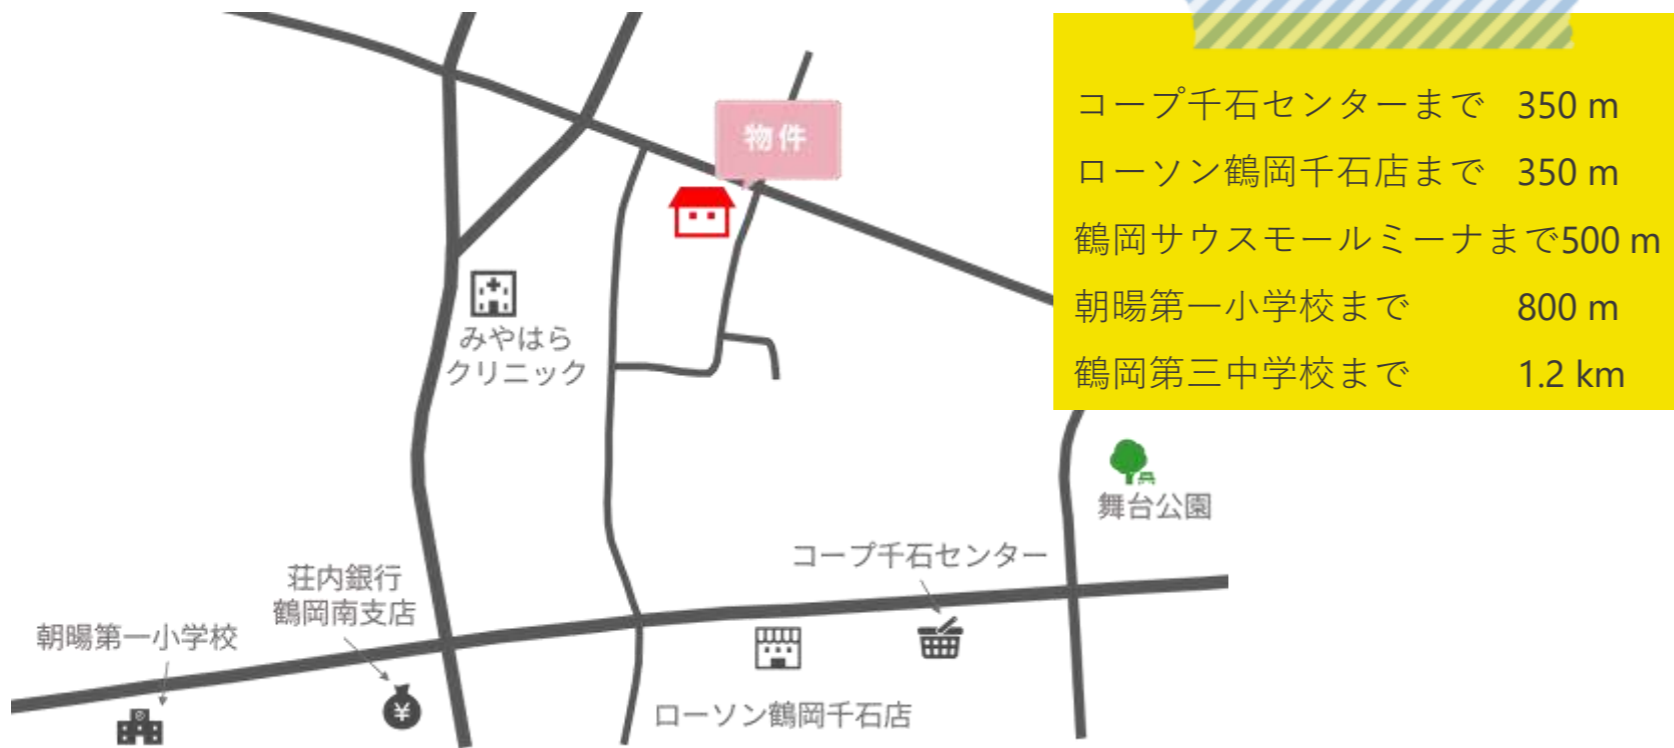 コープ千石センターまで 350 m
ローソン鶴岡千石店まで 350 m
鶴岡サウスモールミーナまで500 m
朝暘第一小学校まで 800 m
鶴岡第三中学校まで 1.2 km
物件
みやはら
クリニック
舞台公園
コープ千石センター
荘内銀行
鶴岡南支店
朝暘第一小学校
¥
ローソン鶴岡千石店